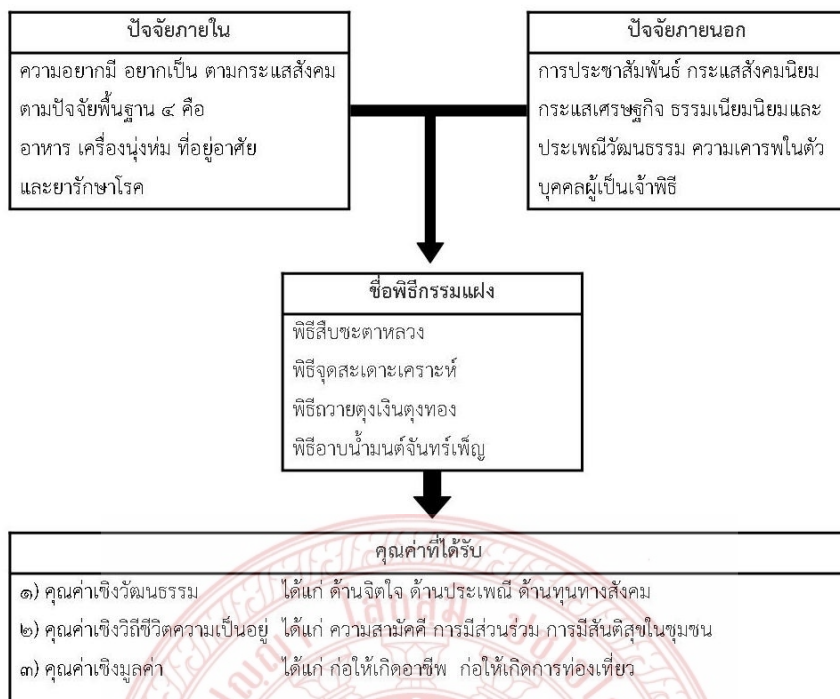 ปัจจัยภายใน
ความอยากมี อยากเป็น ตามกระแสสังคม
ตามปัจจัยพื้นฐาน ๔ คือ
อาหาร เครื่องนุ่งห่ม ที่อยู่อาศัย
และยารักษาโรค
ปัจจัยภายนอก
การประชาสัมพันธ์ กระแสสังคมนิยม
กระแสเศรษฐกิจ ธรรมเนียมนิยมและ
ประเพณีวัฒนธรรม ความเคารพในตัว
บุคคลผู้เป็นเจ้าพิธี
ชื่อพิธีกรรมแฝง
พิธีสืบชะตาหลวง
พิธีจุดสะเดาะเคราะห์
พิธีถวายตุงเงินตุงทอง
พิธีอาบน้ำมนต์จันทร์เพ็ญ
คุณค่าที่ได้รับ
๑) คุณค่าเชิงวัฒนธรรม ได้แก่ ด้านจิตใจ ด้านประเพณี ด้านทุนทางสังคม
๒) คุณค่าเชิงวิถีชีวิตความเป็นอยู่ ได้แก่ ความสามัคคี การมีส่วนร่วม การมีสันติสุขในชุมชน
๓) คุณค่าเชิงมูลค่า ได้แก่ ก่อให้เกิดอาชีพ ก่อให้เกิดการท่องเที่ยว